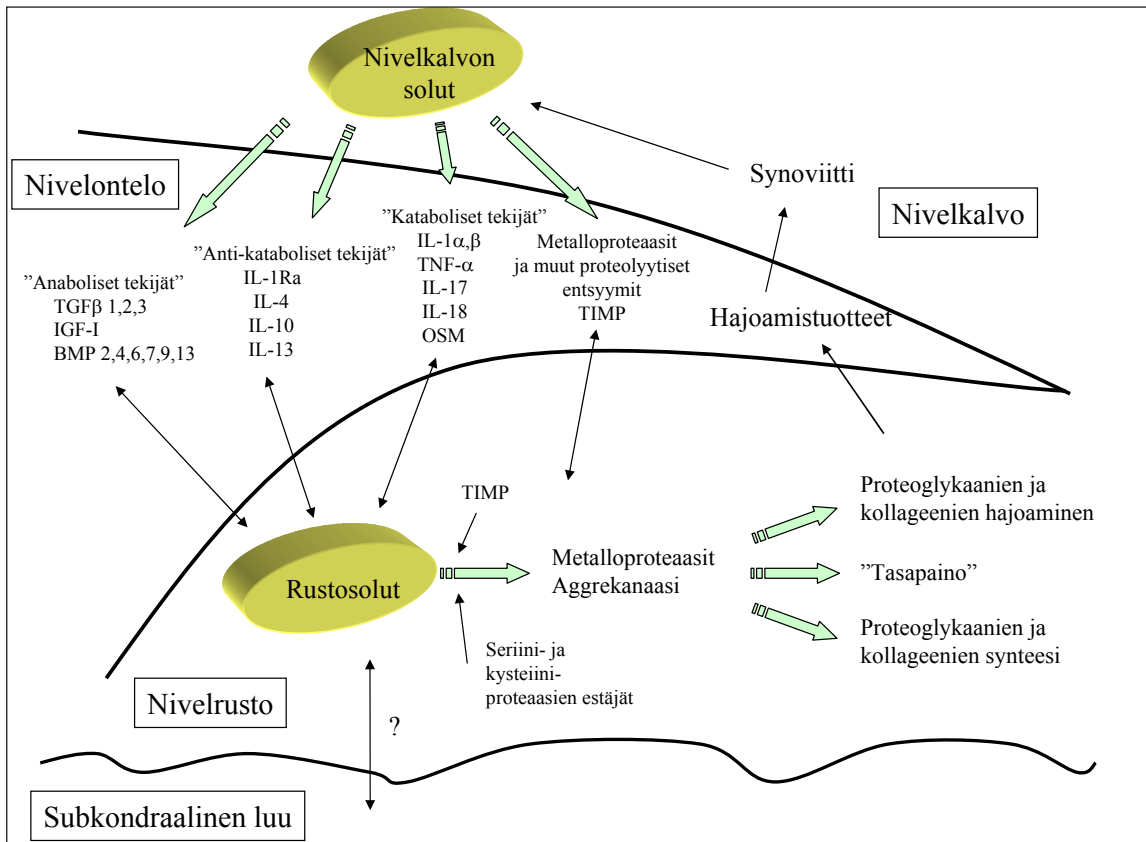 Nivelkalvon
solut
Nivelontelo
Synoviitti
Nivelkalvo
”Anaboliset tekijät”
TGFβ 1,2,3
IGF-I
BMP 2,4,6,7,9,13
”Anti-kataboliset tekijät”
IL-1Ra
IL-4
IL-10
IL-13
”Kataboliset tekijät”
IL-1α,β
TNF-α
IL-17
IL-18
OSM
Metalloproteaasit
ja muut proteolyytiset
entsyymit
TIMP
Hajoamistuotteet
Rustosolut
TIMP
Seriini- ja
kysteiini-
proteaasien estäjät
Metalloproteaasit
Aggrekanaasi
Proteoglykaanien ja
kollageenien hajoaminen
”Tasapaino”
Proteoglykaanien ja
kollageenien synteesi
Nivelrusto
?
Subkondraalinen luu